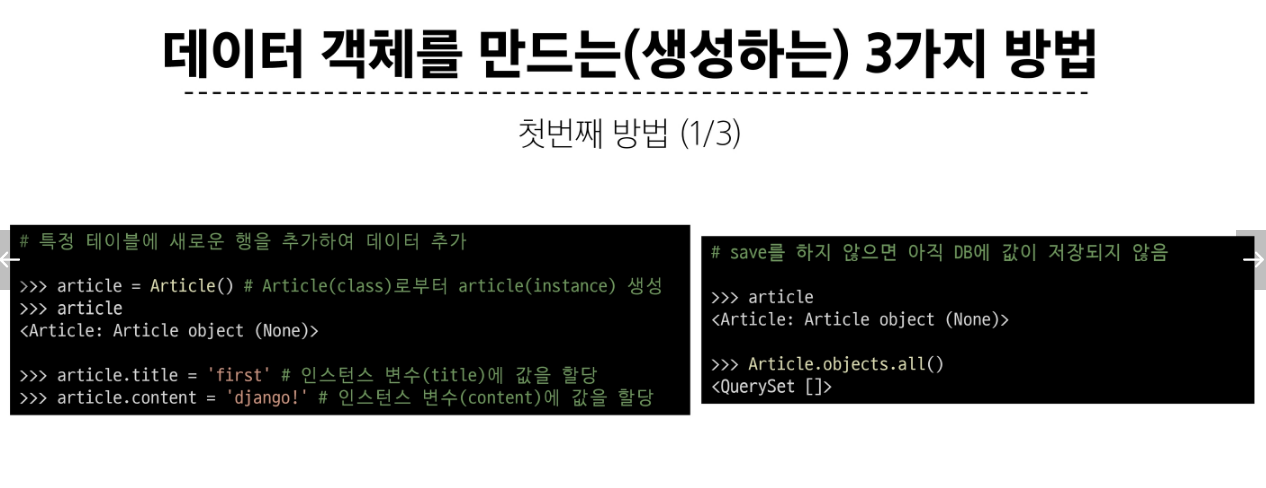 데이터 객체를 만드는(생성하는) 3가지 방법
첫번째 방법 (1/3)
# 특정 테이블에 새로운 행을 추가하여 데이터 추가
>>> article = Article() # Article(class)로부터 article(instance) 생성
>>> article
<Article: Article object (None)>
>>> article.title = 'first' # 인스턴스 변수(title)에 값을 할당
>>> article.content = 'django!' # 인스턴스 변수(content)에 값을 할당
# save를 하지 않으면 아직 DB에 값이 저장되지 않음
>>> article
<Article: Article object (None)>
>>> Article.objects.all()
<QuerySet []>